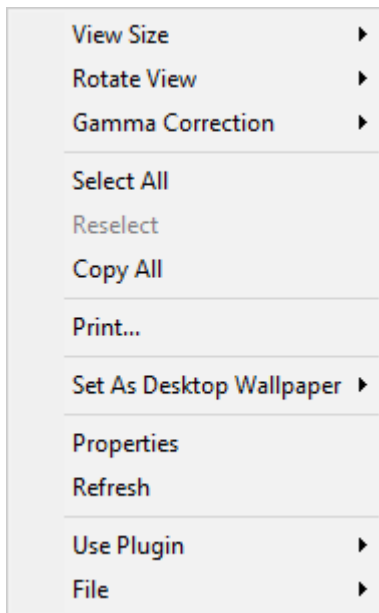 View Size
Rotate View
Gamma Correction
Select All
Reselect
Copy All
Print...
Set As Desktop Wallpaper
Properties
Refresh
Use Plugin
File